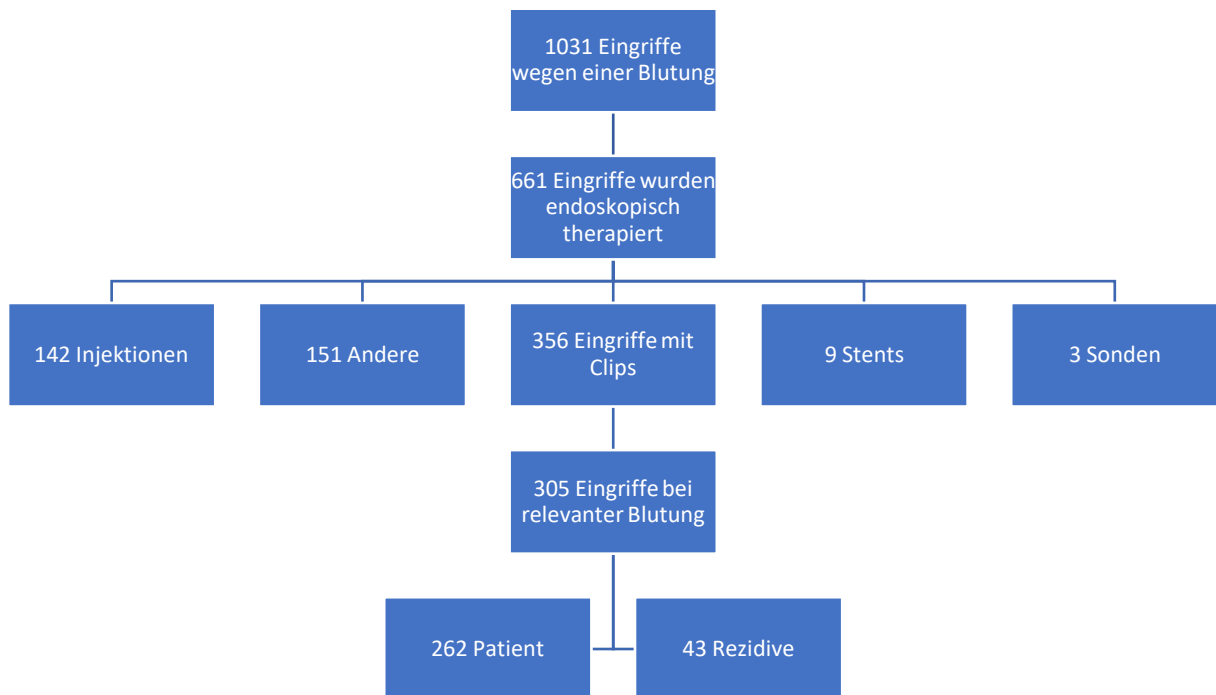 1031 Eingriffe
wegen einer Blutung
661 Eingriffe wurden
endoskopisch
therapiert
142 Injektionen
151 Andere
356 Eingriffe mit
Clips
9 Stents
3 Sonden
305 Eingriffe bei
relevanter Blutung
262 Patient
43 Rezidive